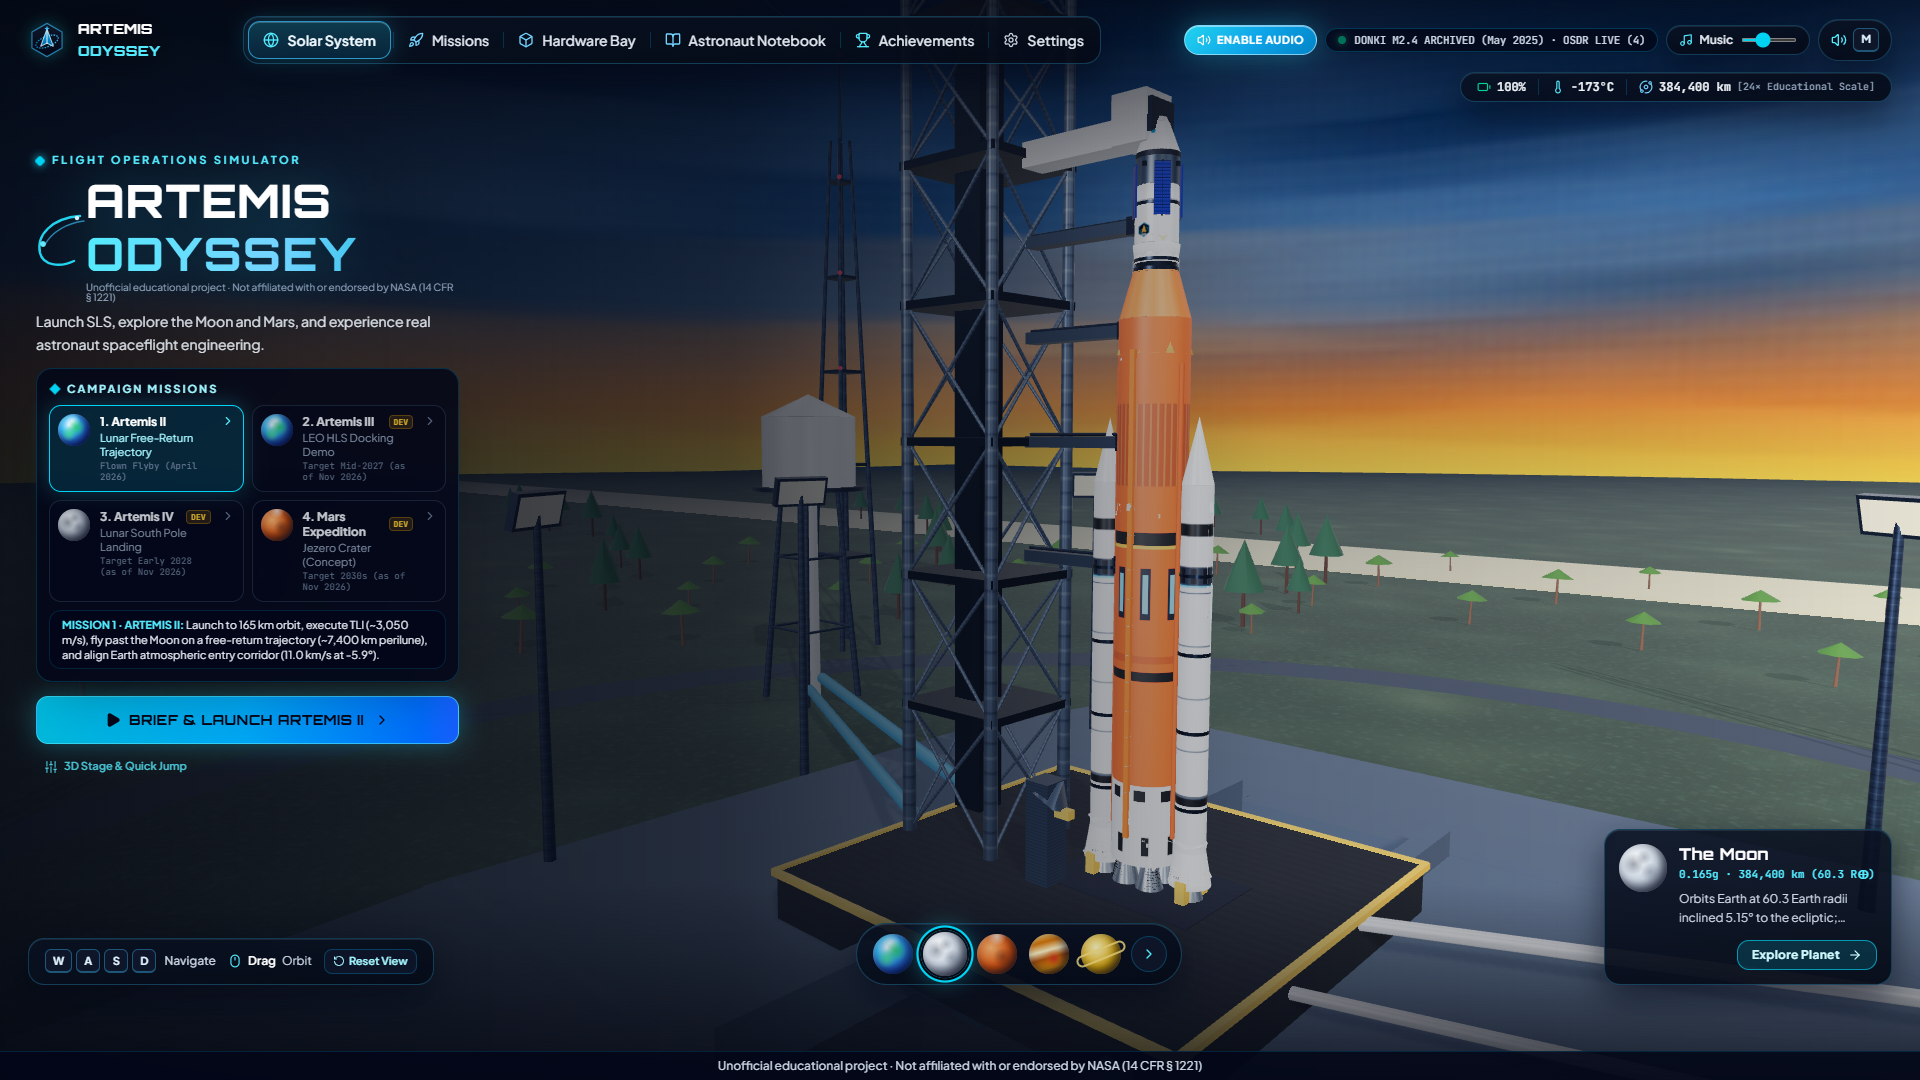 ARTEMIS
ODYSSEY
Solar System
Missions
Hardware Bay
Astronaut Notebook
Achievements
Settings
ENABLE AUDIO
DONKI M2.4 ARCHIVED (May 2025) · OSDR LIVE (4)
Music
M
100%
-173°C
384,400 km [24× Educational Scale]
FLIGHT OPERATIONS SIMULATOR
ARTEMIS
ODYSSEY
Unofficial educational project · Not affiliated with or endorsed by NASA (14 CFR
§ 1221)
Launch SLS, explore the Moon and Mars, and experience real
astronaut spaceflight engineering.
CAMPAIGN MISSIONS
1. Artemis II
Lunar Free-Return
Trajectory
Flown Flyby (April
2026)
2. Artemis III
DEV
LEO HLS Docking
Demo
Target Mid-2027 (as
of Nov 2026)
3. Artemis IV
DEV
Lunar South Pole
Landing
Target Early 2028
(as of Nov 2026)
4. Mars
Expedition
DEV
Jezero Crater
(Concept)
Target 2030s (as of
Nov 2026)
MISSION 1 · ARTEMIS II: Launch to 165 km orbit, execute TLI (~3,050
m/s), fly past the Moon on a free-return trajectory (~7,400 km perilune),
and align Earth atmospheric entry corridor (11.0 km/s at -5.9°).
BRIEF & LAUNCH ARTEMIS II
3D Stage & Quick Jump
W A S D Navigate Drag Orbit Reset View
The Moon
0.165g · 384,400 km (60.3 R⊕)
Orbits Earth at 60.3 Earth radii
inclined 5.15° to the ecliptic;…
Explore Planet
Unofficial educational project · Not affiliated with or endorsed by NASA (14 CFR § 1221)